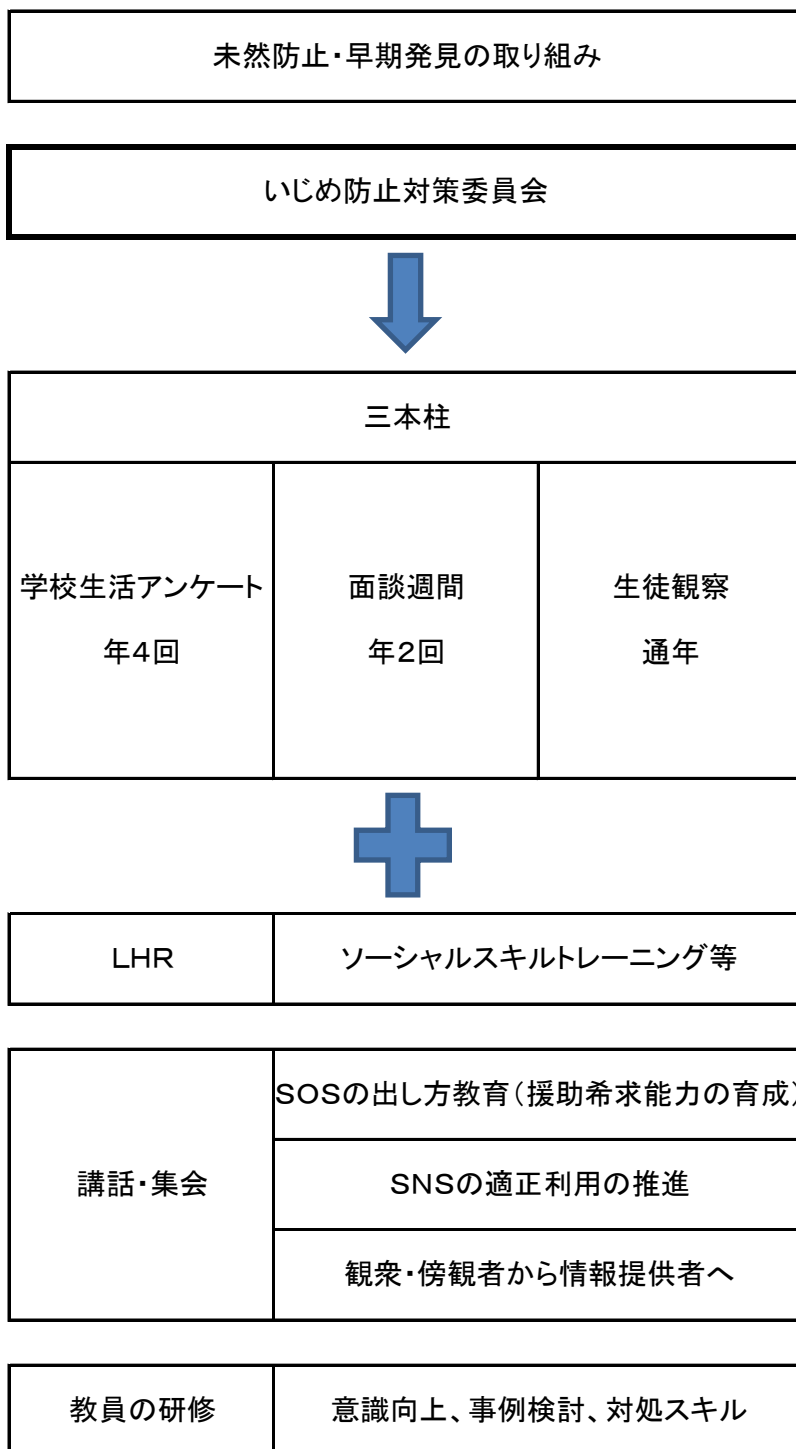 未然防止・早期発見の取り組み
いじめ防止対策委員会
三本柱
学校生活アンケート
年4回
面談週間
年2回
生徒観察
通年
LHR
ソーシャルスキルトレーニング等
講話・集会
SOSの出し方教育(援助希求能力の育成)
SNSの適正利用の推進
観衆・傍観者から情報提供者へ
教員の研修
意識向上、事例検討、対処スキル